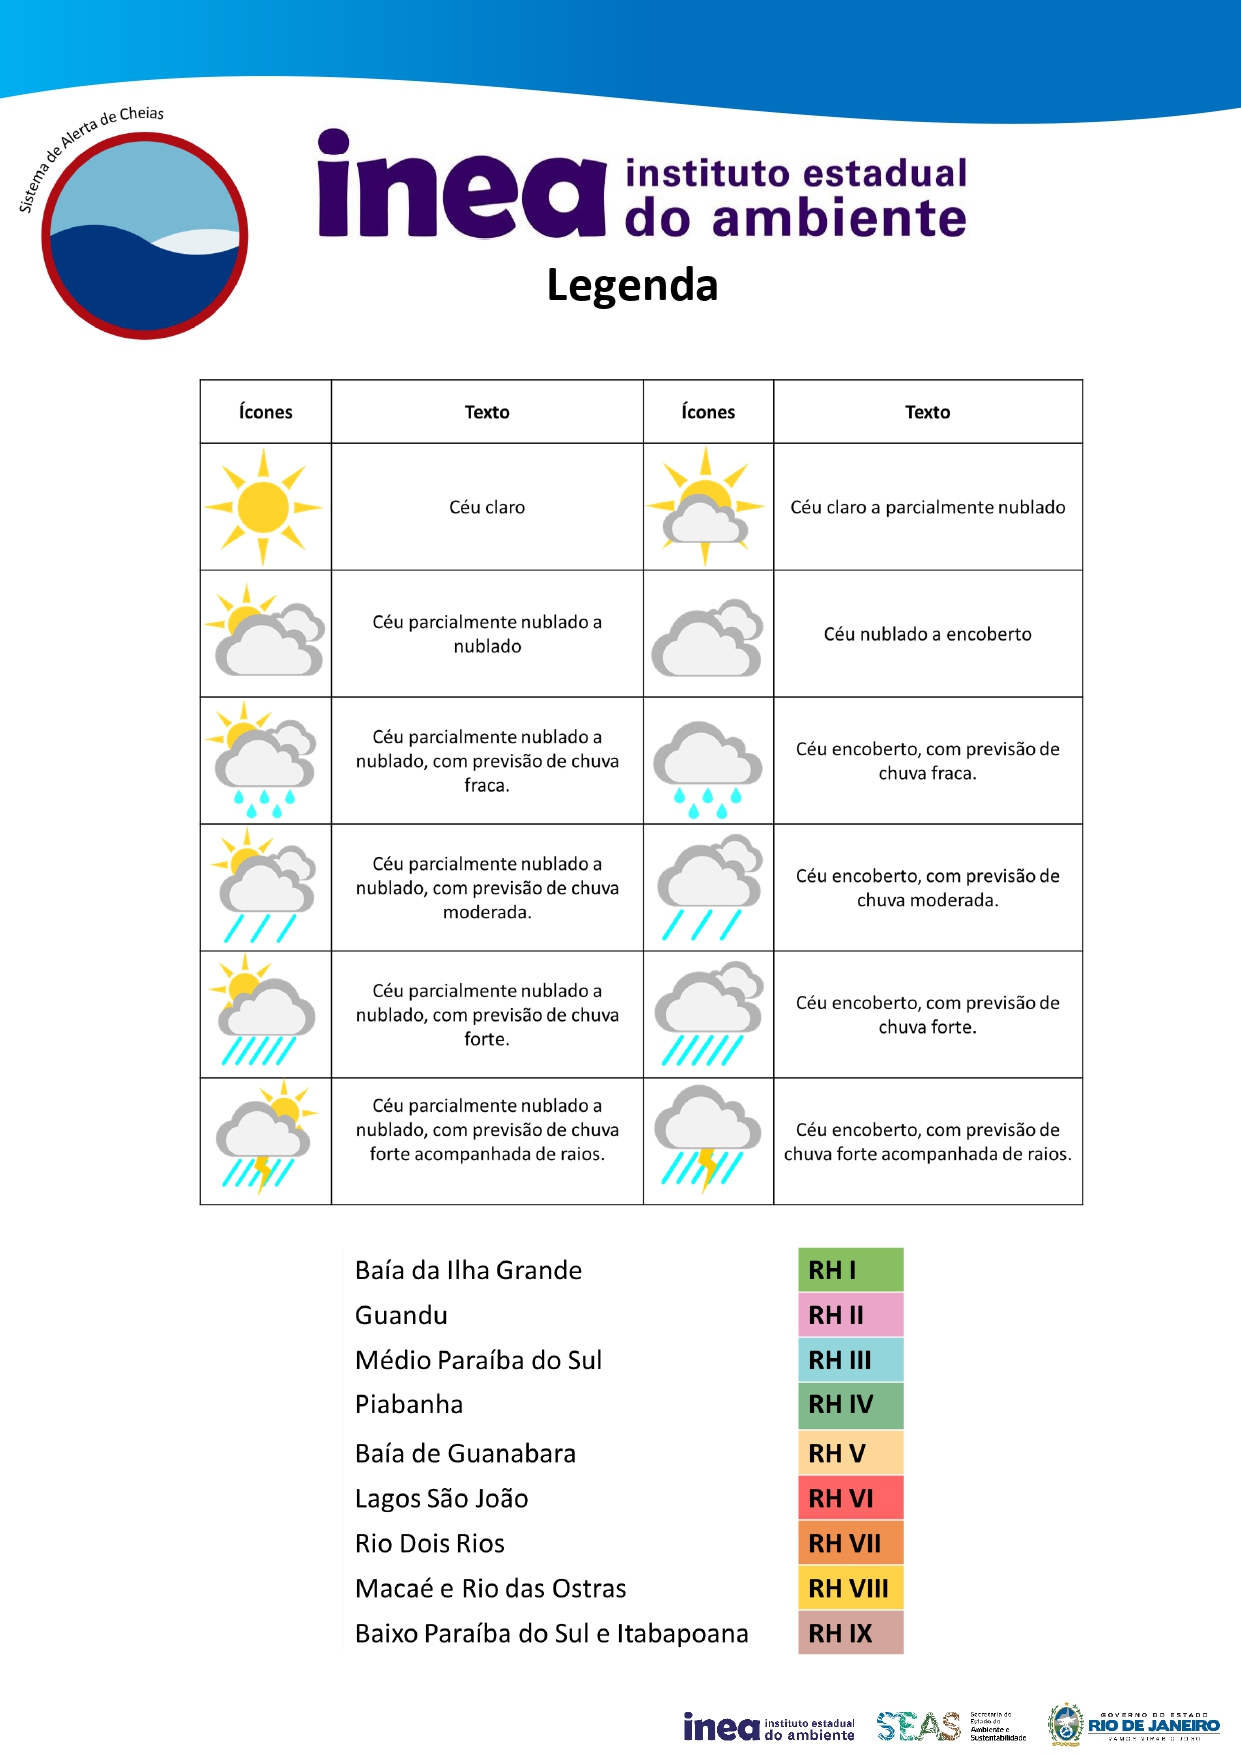 Sistema de Alerta de Cheias
inea instituto estadual
do ambiente
Legenda
Ícones Texto Ícones Texto
Céu claro
Céu claro a parcialmente nublado
Céu parcialmente nublado a
nublado
Céu nublado a encoberto
Céu parcialmente nublado a
nublado, com previsão de chuva
fraca.
Céu encoberto, com previsão de
chuva fraca.
Céu parcialmente nublado a
nublado, com previsão de chuva
moderada.
Céu encoberto, com previsão de
chuva moderada.
Céu parcialmente nublado a
nublado, com previsão de chuva
forte.
Céu encoberto, com previsão de
chuva forte.
Céu parcialmente nublado a
nublado, com previsão de chuva
forte acompanhada de raios.
Céu encoberto, com previsão de
chuva forte acompanhada de raios.
Baía da Ilha Grande RH I
Guandu RH II
Médio Paraíba do Sul RH III
Piabanha RH IV
Baía de Guanabara RH V
Lagos São João RH VI
Rio Dois Rios RH VII
Macaé e Rio das Ostras RH VIII
Baixo Paraíba do Sul e Itabapoana RH IX
inea instituto estadual
do ambiente
SEAS
Secretaria de
Estado do
Ambiente e
Sustentabilidade
GOVERNO DO ESTADO
RIO DE JANEIRO
VAMOS VIRAR O JOGO